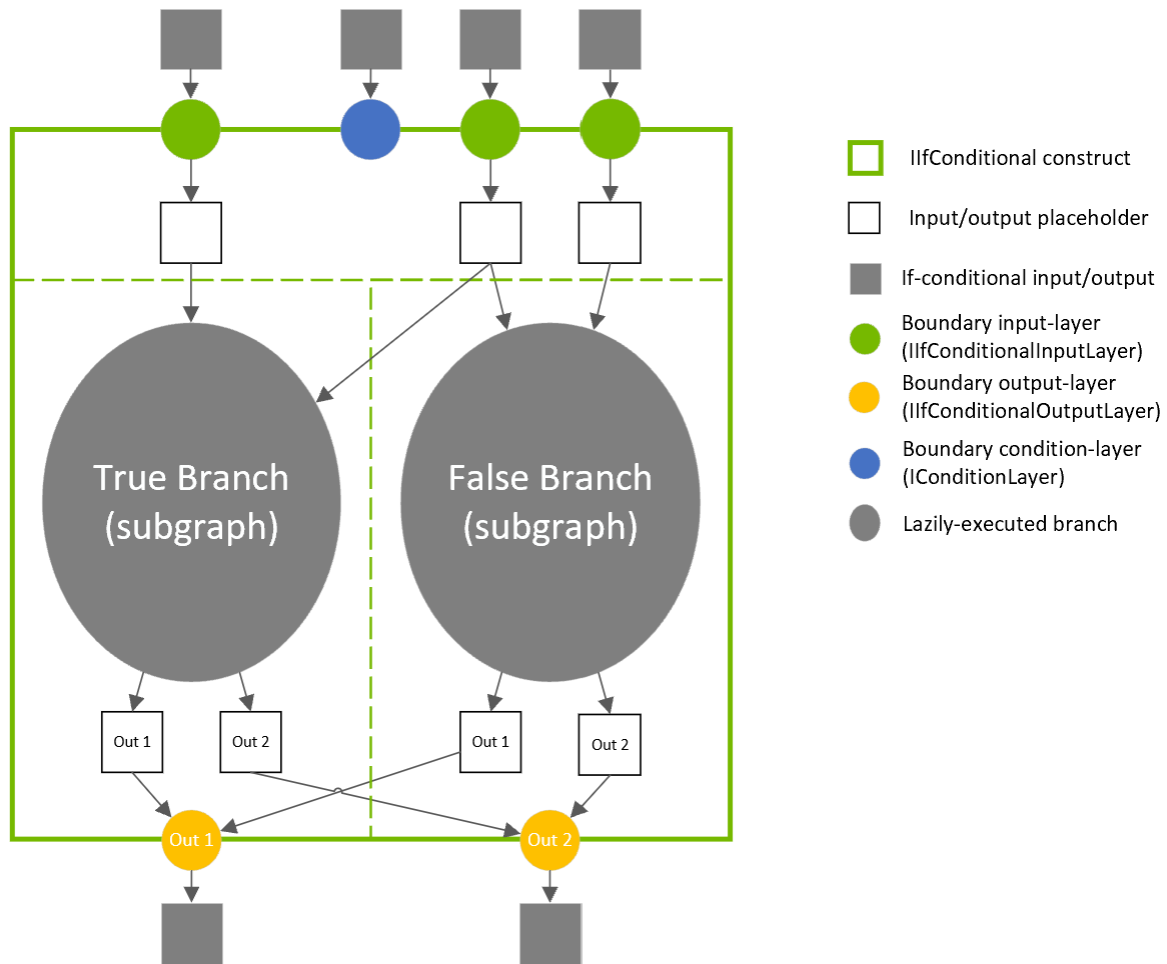 True Branch
(subgraph)
False Branch
(subgraph)
Out 1
Out 2
Out 1
Out 2
Out 1
Out 2
IIfConditional construct
Input/output placeholder
If-conditional input/output
Boundary input-layer
(IIfConditionalInputLayer)
Boundary output-layer
(IIfConditionalOutputLayer)
Boundary condition-layer
(IConditionLayer)
Lazily-executed branch